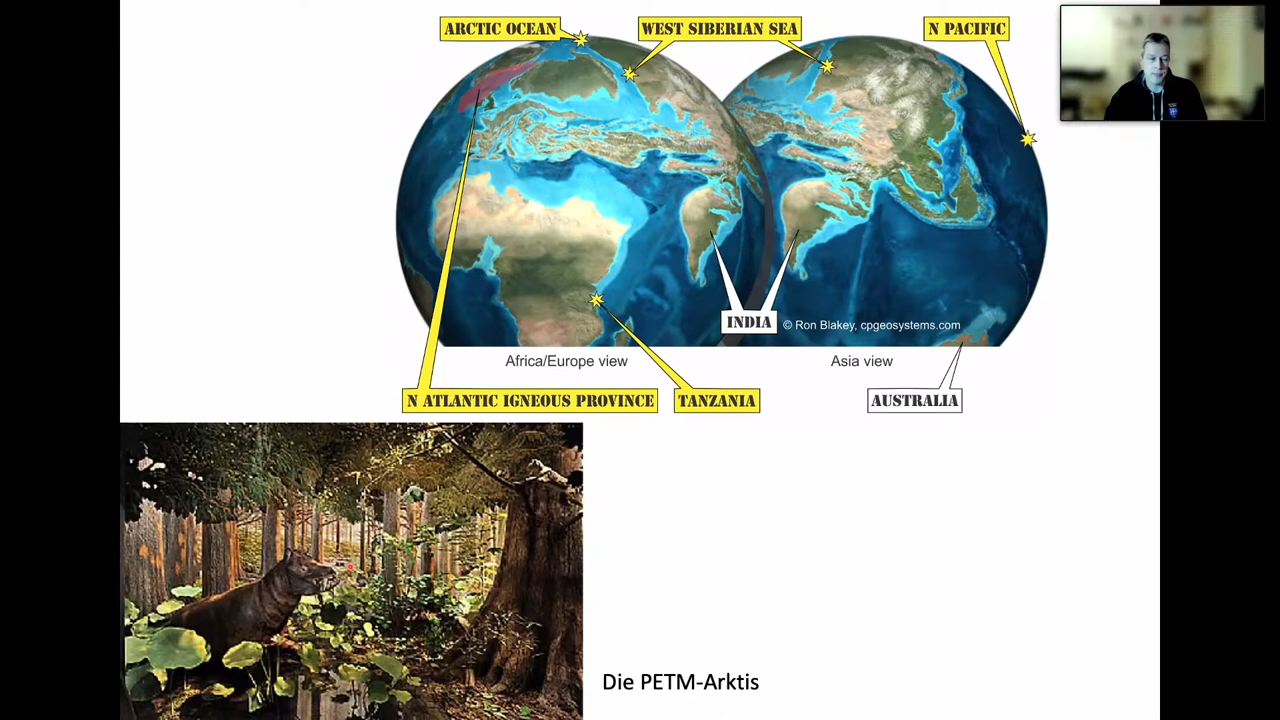 ARCTIC OCEAN
WEST SIBERIAN SEA
N PACIFIC
INDIA
© Ron Blakey, cpgeosystems.com
Africa/Europe view
Asia view
N ATLANTIC IGNEOUS PROVINCE
TANZANIA
AUSTRALIA
Die PETM-Arktis